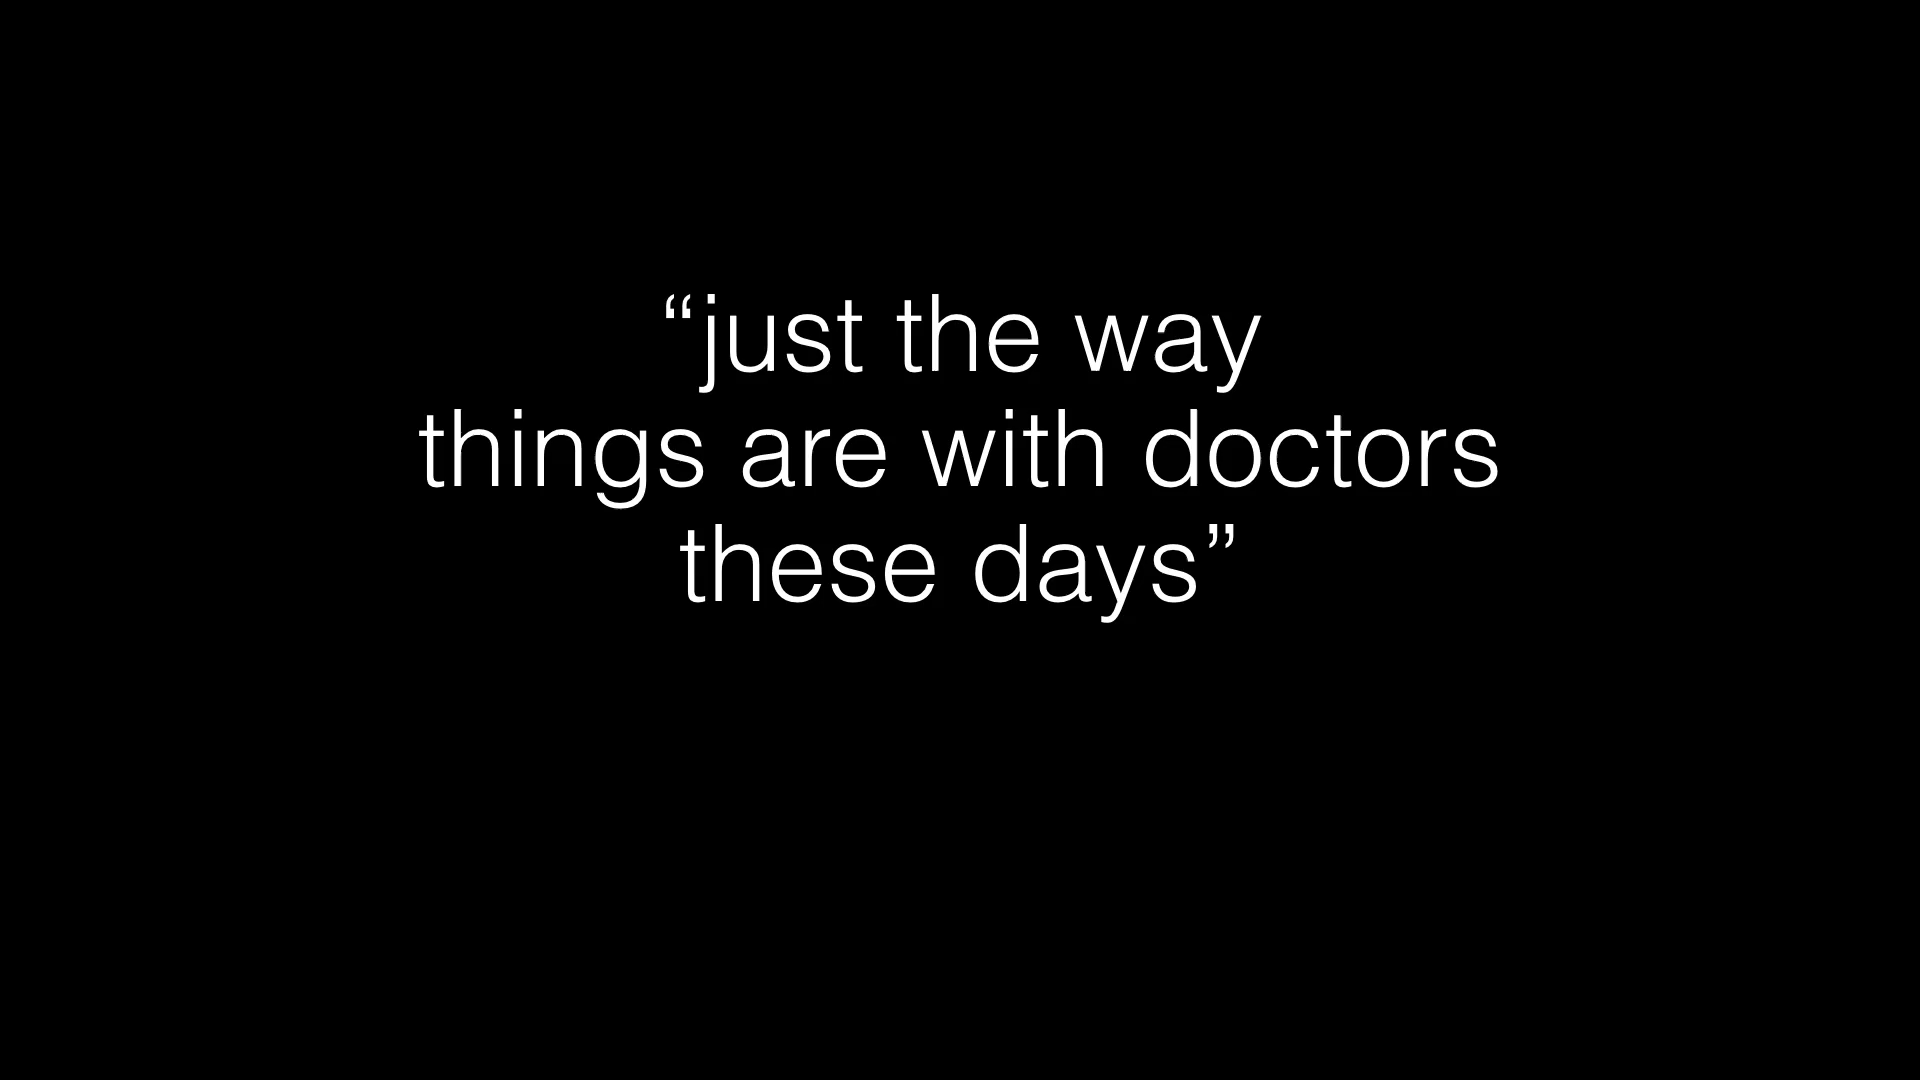 “just the way
things are with doctors
these days”